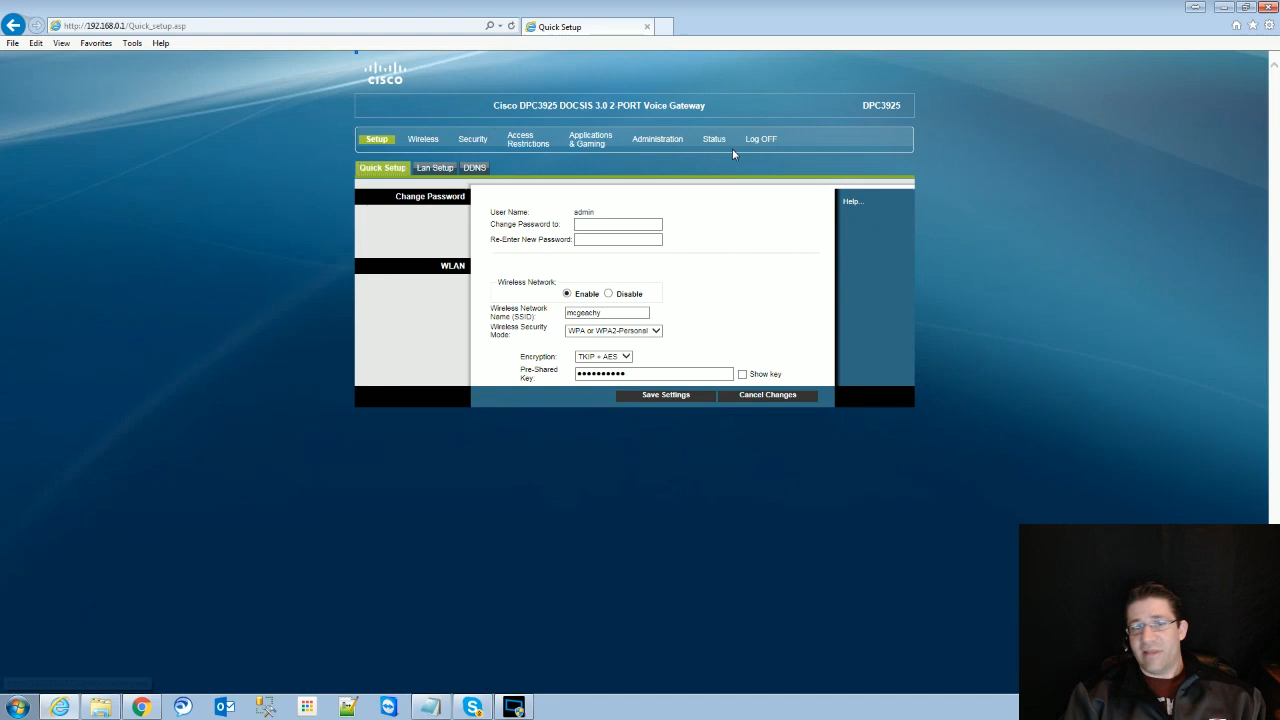 http://192.168.0.1/Quick_setup.asp
Quick Setup
File Edit View Favorites Tools Help
CISCO
Cisco DPC3925 DOCSIS 3.0 2-PORT Voice Gateway DPC3925
Setup Wireless Security Access Restrictions Applications & Gaming Administration Status Log OFF
Quick Setup Lan Setup DDNS
Change Password
Help...
User Name: admin
Change Password to:
Re-Enter New Password:
WLAN
Wireless Network:
Enable Disable
Wireless Network Name (SSID): mcgeachy
Wireless Security Mode: WPA or WPA2-Personal
Encryption: TKIP + AES
Pre-Shared Key: •••••••••• Show key
Save Settings Cancel Changes